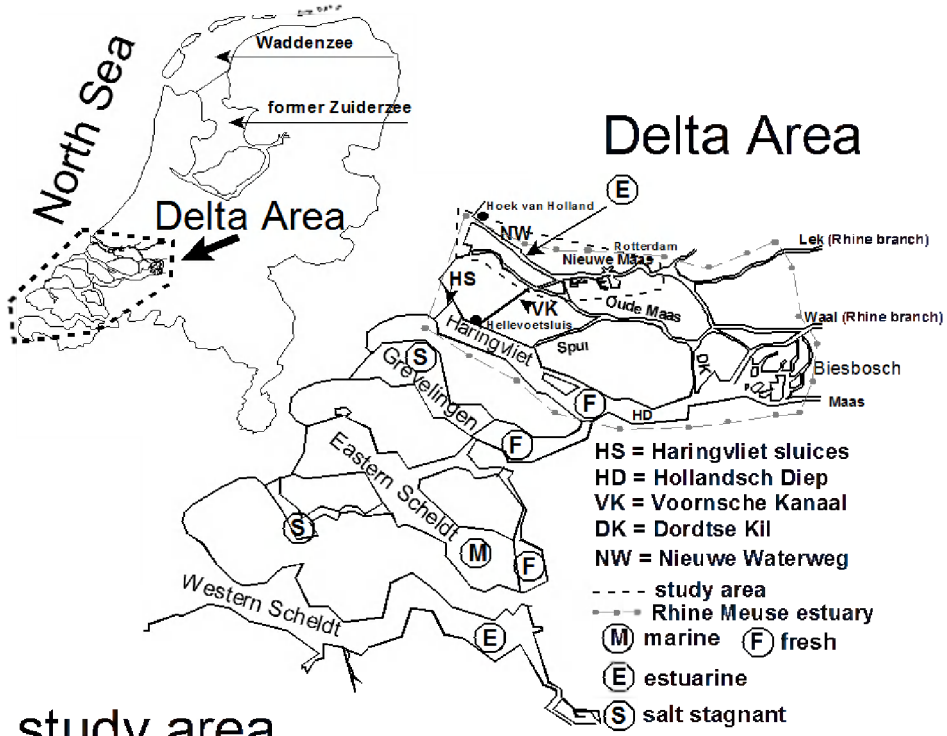 Waddenzee
North Sea
former Zuiderzee
Delta Area
Delta Area
E
Hoek van Holland
NW
Rotterdam
Nieuwe Maas
Lek (Rhine branch)
HS
VK
Oude Maas
Hellevoetsluis
Waal (Rhine branch)
Haringvliet
Spui
DK
Biesbosch
S
Grevelingen
F
HD
Maas
F
Eastern Scheldt
S
M
F
Western Scheldt
E
HS = Haringvliet sluices
HD = Hollandsch Diep
VK = Voornsche Kanaal
DK = Dordtse Kil
NW = Nieuwe Waterweg
study area
Rhine Meuse estuary
M marine F fresh
E estuarine
S salt stagnant
study area